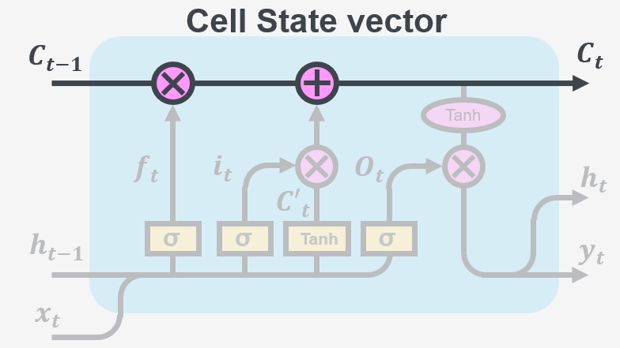 Cell State vector
C_{t-1}
C_t
Tanh
f_t
i_t
O_t
C'_t
h_t
σ
σ
Tanh
σ
h_{t-1}
y_t
x_t